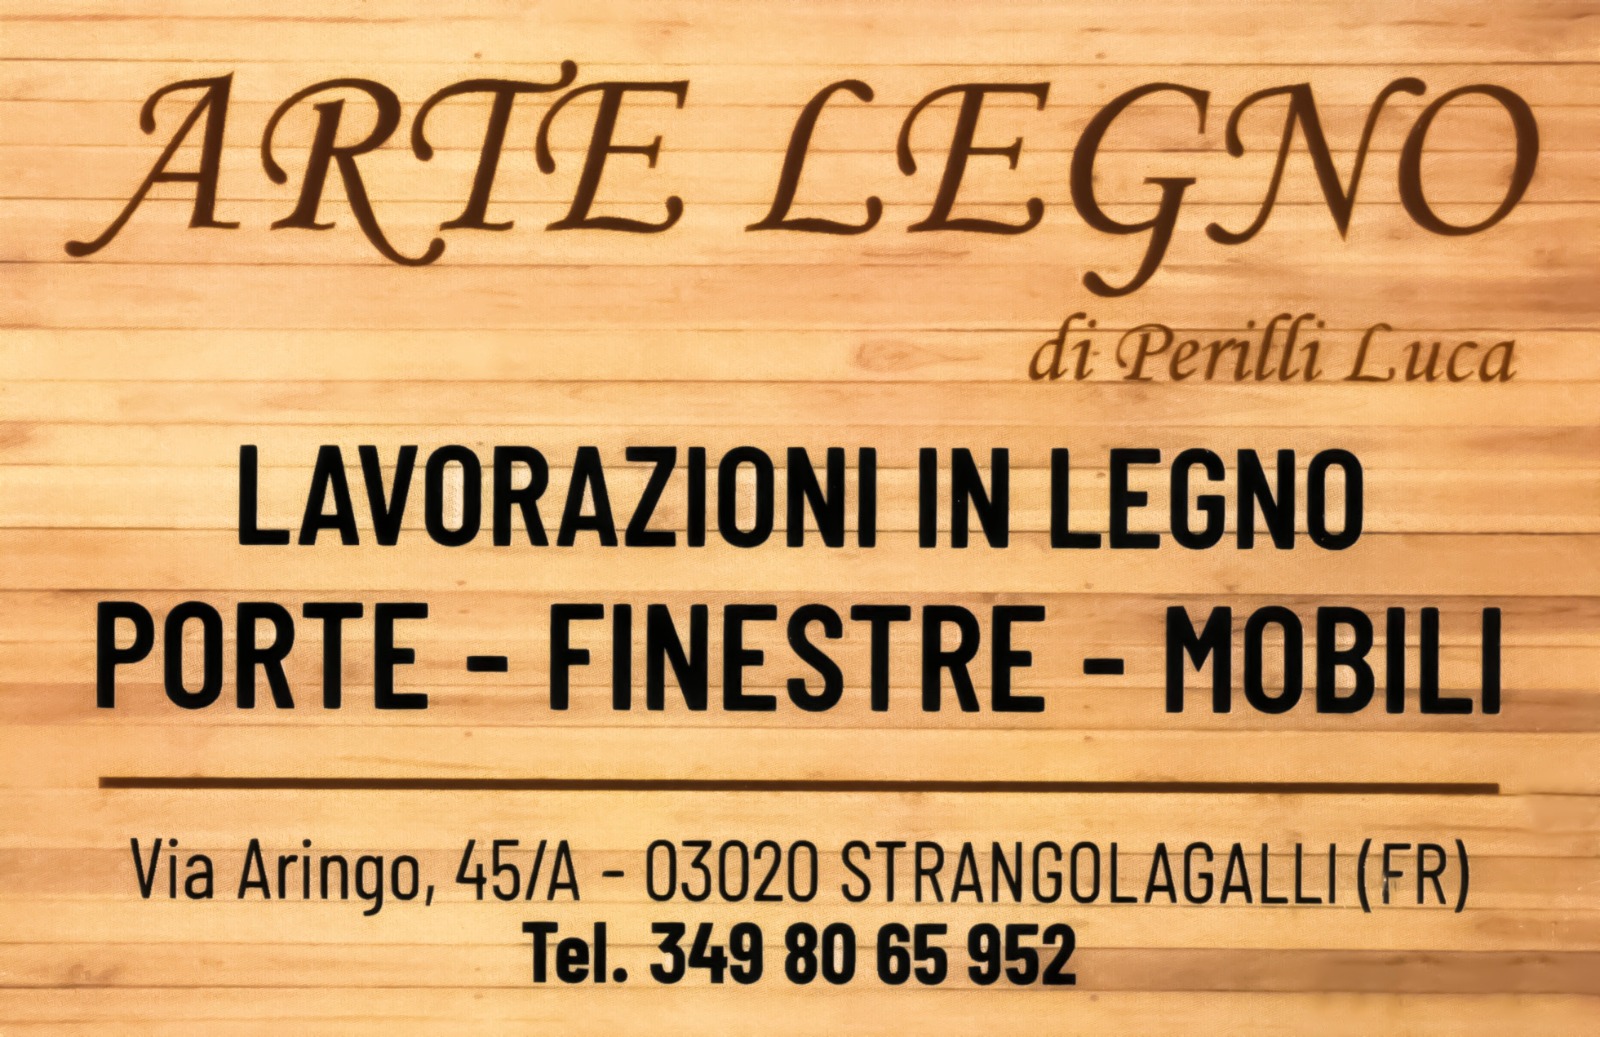 ARTE LEGNO
di Perilli Luca
LAVORAZIONI IN LEGNO
PORTE - FINESTRE - MOBILI
Via Aringo, 45/A - 03020 STRANGOLAGALLI (FR)
Tel. 349 80 65 952